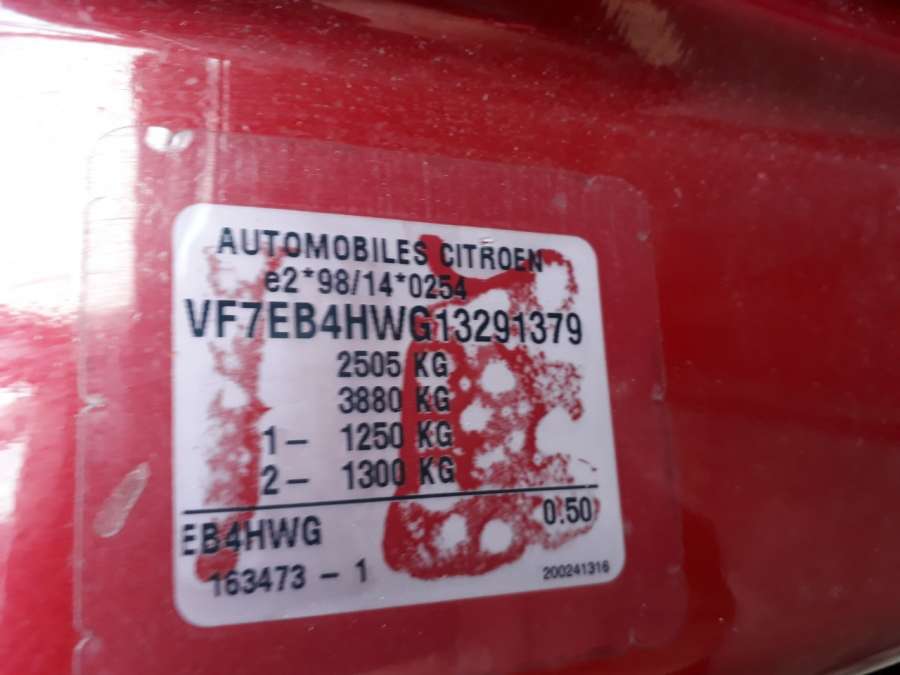 AUTOMOBILES CITROEN
e2*98/14*0254
VF7EB4HWG13291379
2505 KG
3880 KG
1- 1250 KG
2- 1300 KG
0.50
EB4HWG
163473 - 1
200241316